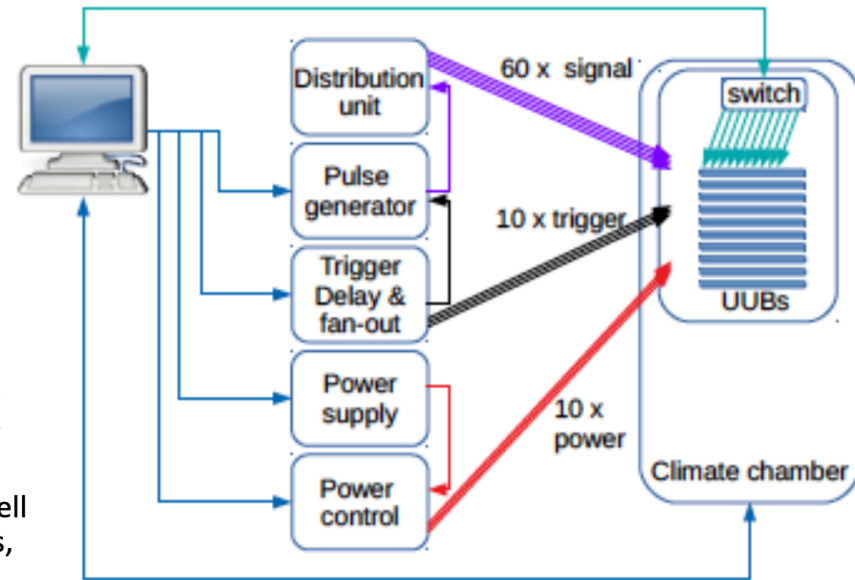 Distribution
unit
60 x signal
switch
Pulse
generator
10 x trigger
Trigger
Delay &
fan-out
UUBs
Power
supply
10 x
power
Climate chamber
Power
control
ell
s,